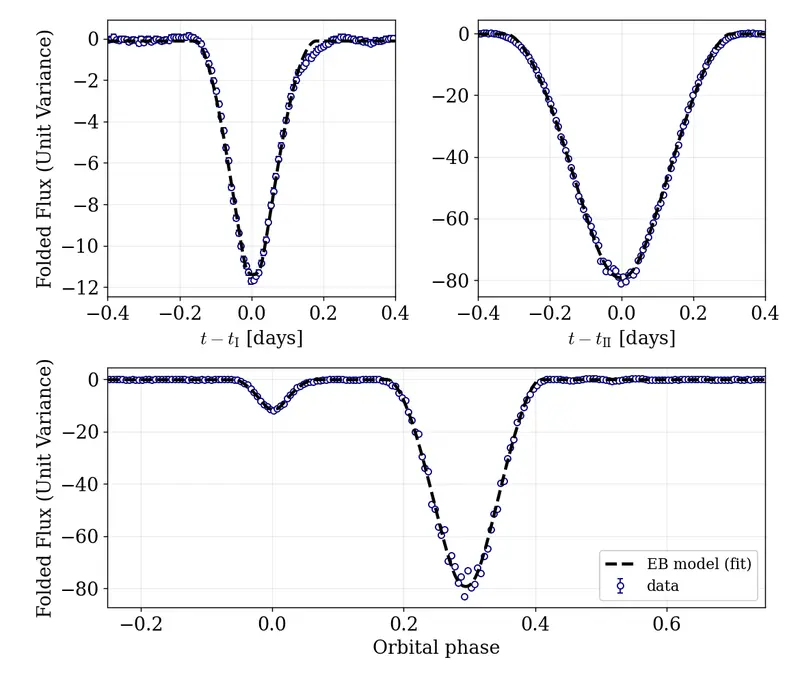 Folded Flux (Unit Variance)
0
−2
−4
−6
−8
−10
−12
−0.4 −0.2 0.0 0.2 0.4
t − tI [days]
0
−20
−40
−60
−80
−0.4 −0.2 0.0 0.2 0.4
t − tII [days]
Folded Flux (Unit Variance)
0
−20
−40
−60
−80
EB model (fit)
data
−0.2 0.0 0.2 0.4 0.6
Orbital phase